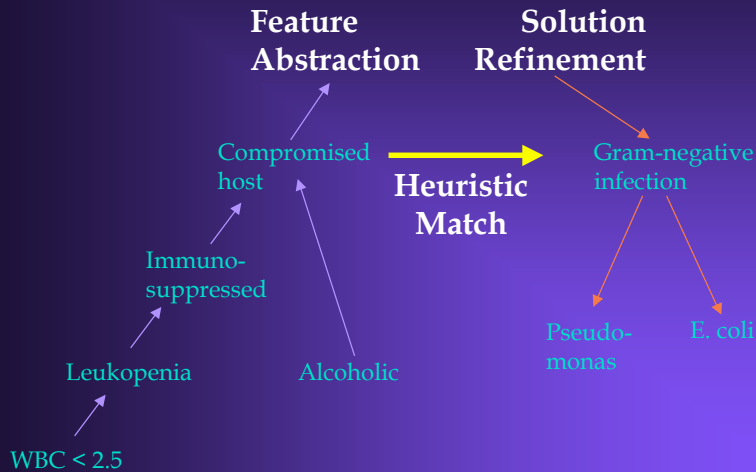 Feature
Abstraction
Solution
Refinement
Compromised
host
Heuristic
Match
Gram-negative
infection
Immuno-
suppressed
Pseudo-
monas
E. coli
Leukopenia
Alcoholic
WBC < 2.5